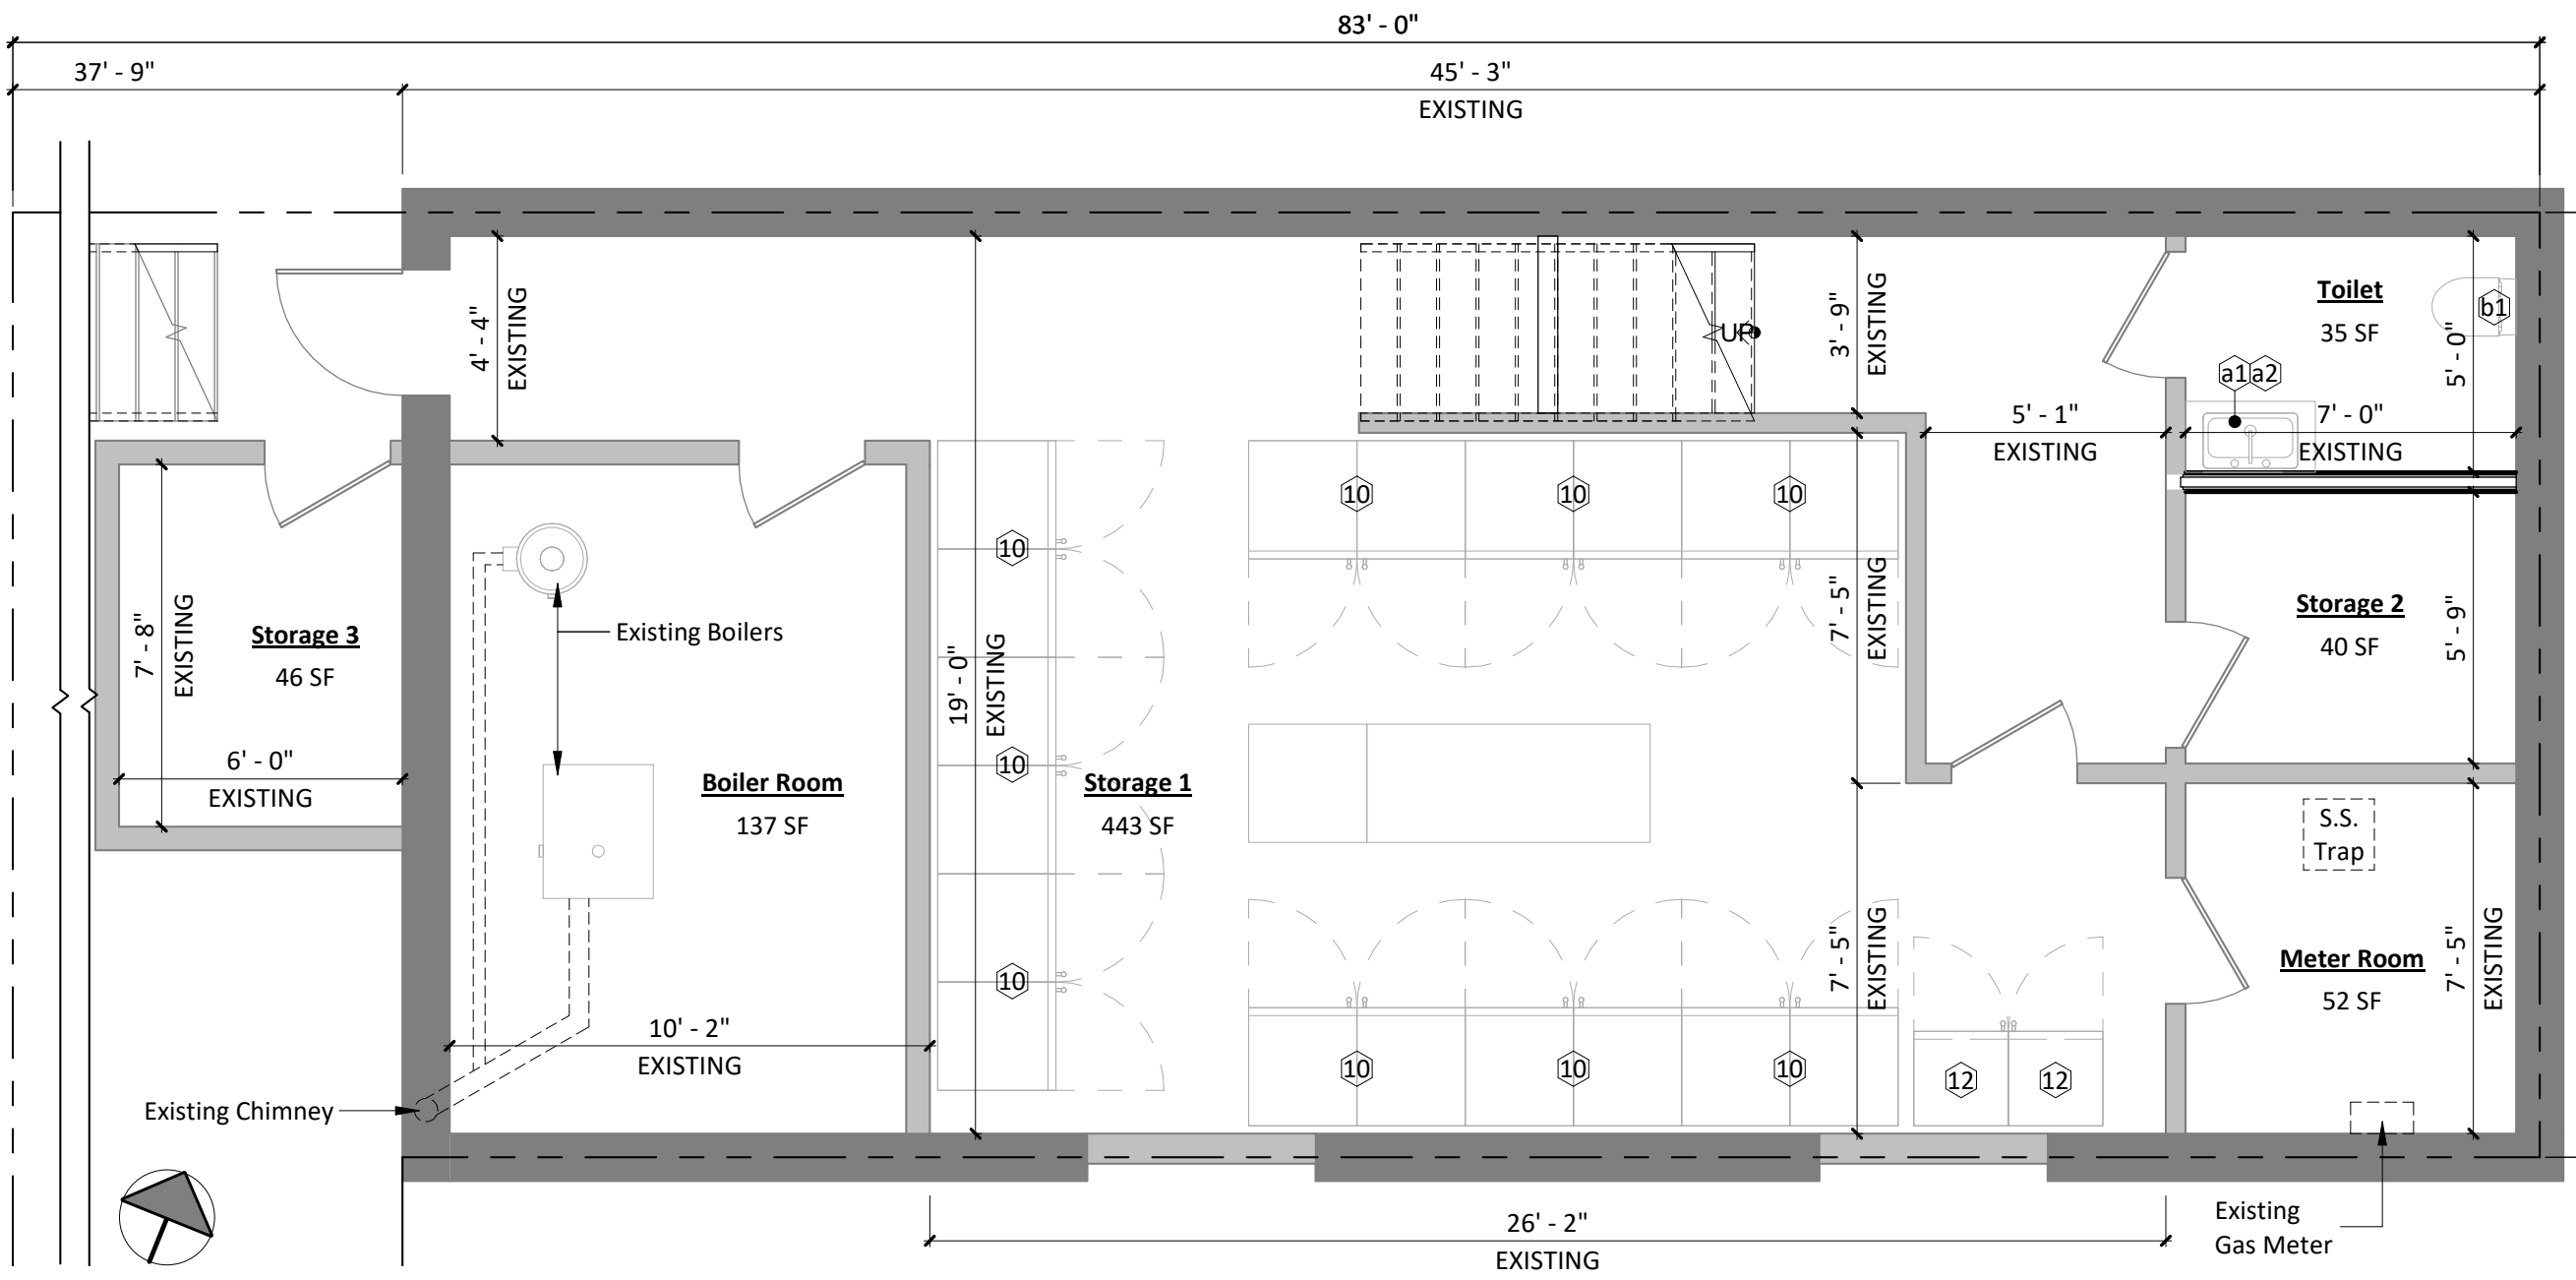 83' - 0"
37' - 9"
45' - 3"
EXISTING
4' - 4"
EXISTING
UP
3' - 9"
EXISTING
Toilet
35 SF
b1
5' - 0"
a1 a2
5' - 1"
EXISTING
7' - 0"
EXISTING
10
10
10
10
10
10
7' - 8"
EXISTING
Storage 3
46 SF
Existing Boilers
19' - 0"
EXISTING
7' - 5"
EXISTING
Storage 2
40 SF
5' - 9"
6' - 0"
EXISTING
Boiler Room
137 SF
Storage 1
443 SF
S.S.
Trap
7' - 5"
EXISTING
Meter Room
52 SF
7' - 5"
EXISTING
10' - 2"
EXISTING
10
10
10
12
12
Existing Chimney
26' - 2"
EXISTING
Existing
Gas Meter